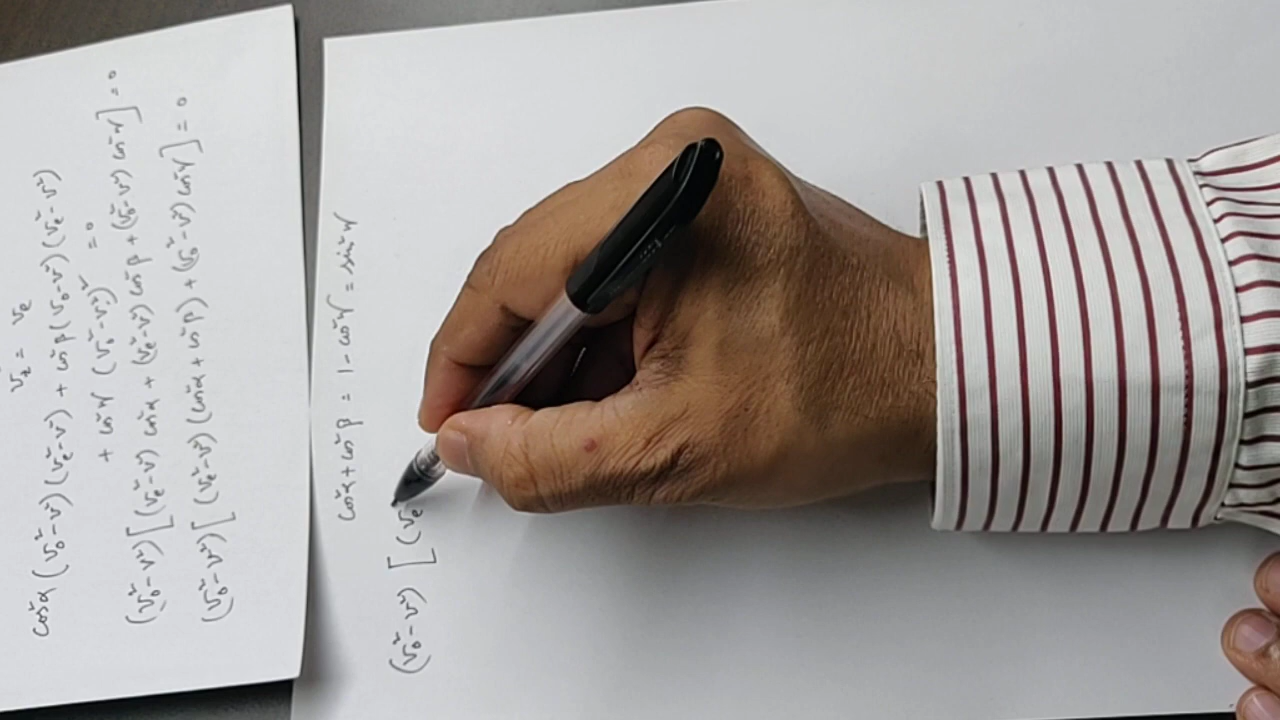 v_z = v_e
cos²α (v_o² - v²) (v_e² - v²) + cos²β (v_o² - v²) (v_e² - v²)
+ cos²γ (v_o² - v²)² = 0
(v_o² - v²) [ (v_e² - v²) cos²α + (v_e² - v²) cos²β + (v_o² - v²) cos²γ ] = 0
(v_o² - v²) [ (v_e² - v²) (cos²α + cos²β) + (v_o² - v²) cos²γ ] = 0
cos²α + cos²β = 1 - cos²γ = sin²γ
(v_o² - v²) [ (v_e²